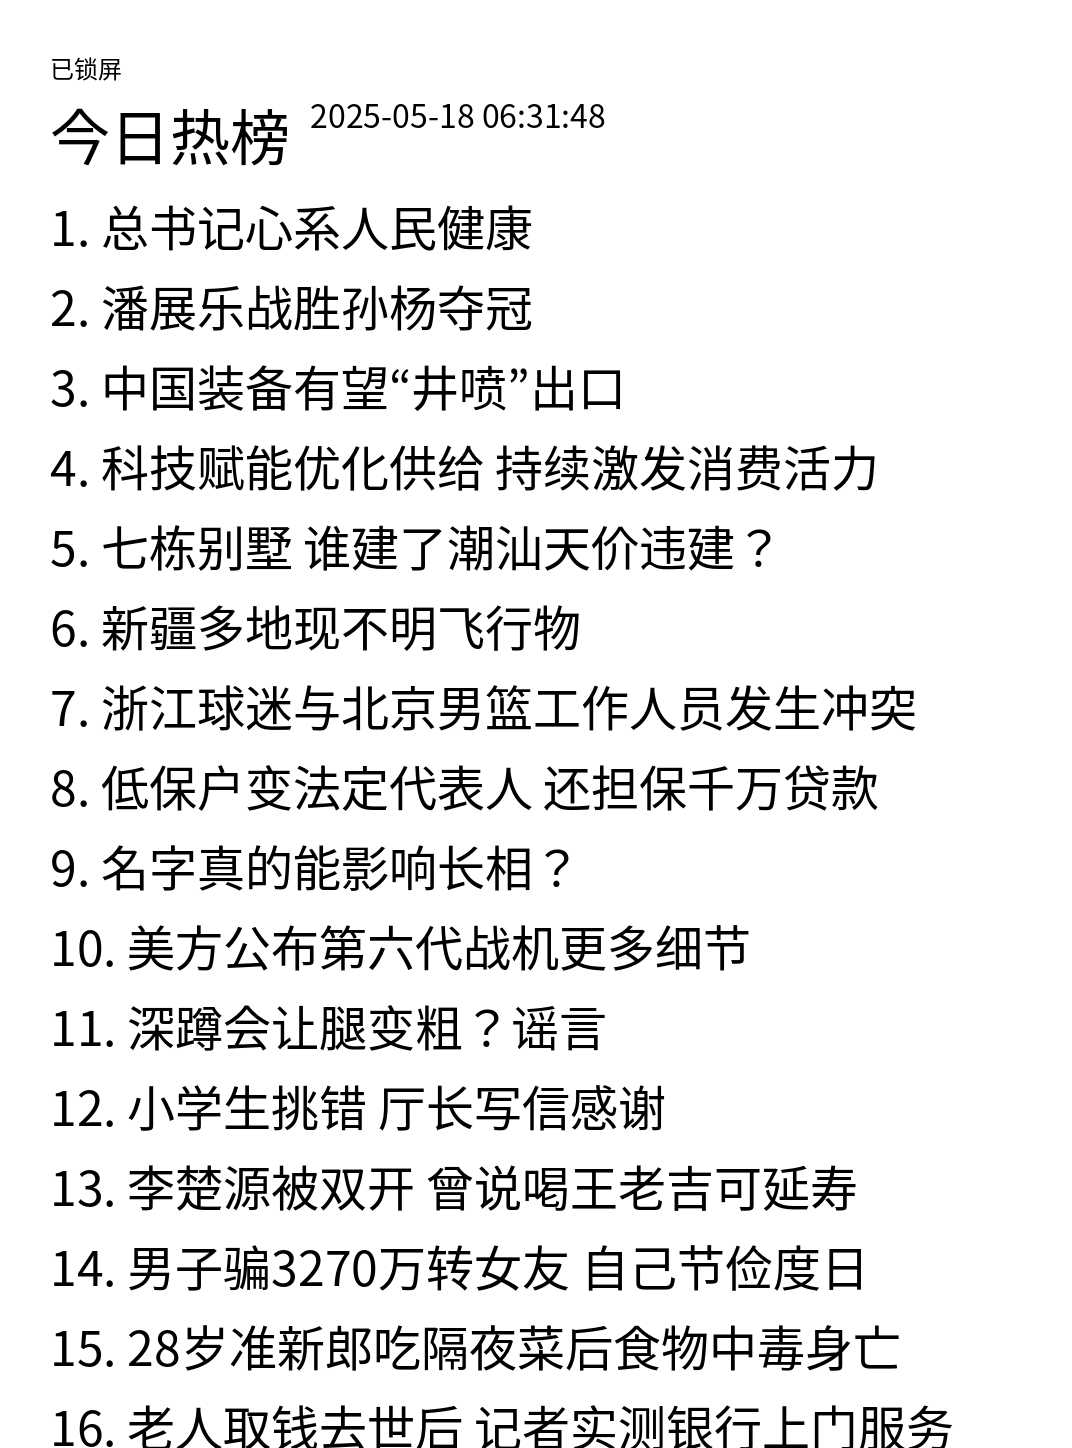 已锁屏
今日热榜 2025-05-18 06:31:48
1. 总书记心系人民健康
2. 潘展乐战胜孙杨夺冠
3. 中国装备有望“井喷”出口
4. 科技赋能优化供给 持续激发消费活力
5. 七栋别墅 谁建了潮汕天价违建？
6. 新疆多地现不明飞行物
7. 浙江球迷与北京男篮工作人员发生冲突
8. 低保户变法定代表人 还担保千万贷款
9. 名字真的能影响长相？
10. 美方公布第六代战机更多细节
11. 深蹲会让腿变粗？谣言
12. 小学生挑错 厅长写信感谢
13. 李楚源被双开 曾说喝王老吉可延寿
14. 男子骗3270万转女友 自己节俭度日
15. 28岁准新郎吃隔夜菜后食物中毒身亡
16. 老人取钱去世后 记者实测银行上门服务